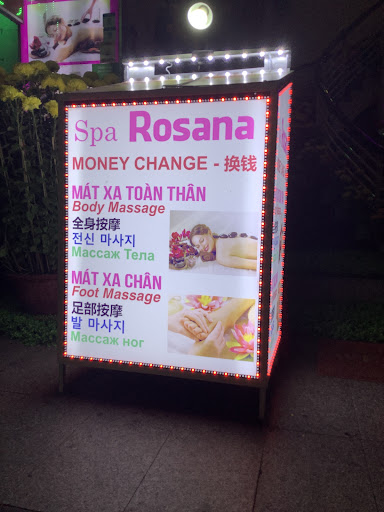 Spa Rosana
MONEY CHANGE - 换钱
MÁT XA TOÀN THÂN
Body Massage
全身按摩
전신 마사지
Массаж Тела
MÁT XA CHÂN
Foot Massage
足部按摩
발 마사지
Массаж ног